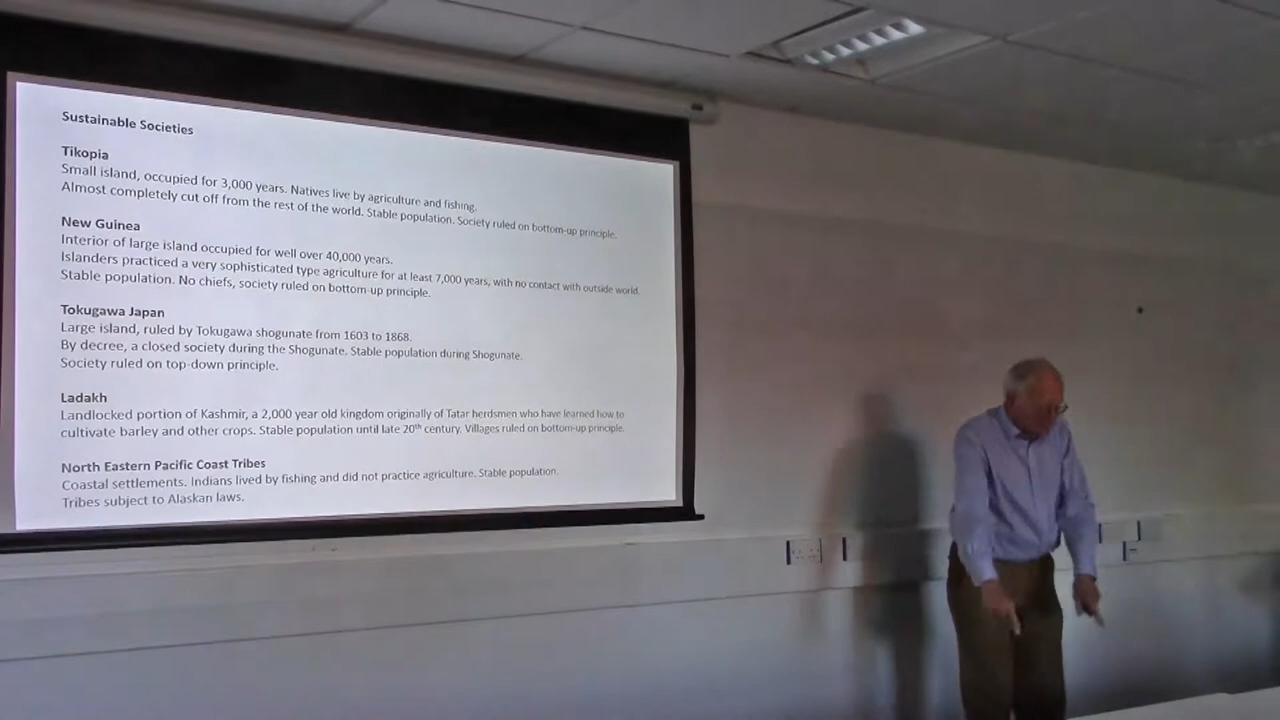 Sustainable Societies
Tikopia
Small island, occupied for 3,000 years. Natives live by agriculture and fishing.
Almost completely cut off from the rest of the world. Stable population. Society ruled on bottom-up principle.
New Guinea
Interior of large island occupied for well over 40,000 years.
Islanders practiced a very sophisticated type agriculture for at least 7,000 years, with no contact with outside world.
Stable population. No chiefs, society ruled on bottom-up principle.
Tokugawa Japan
Large island, ruled by Tokugawa shogunate from 1603 to 1868.
By decree, a closed society during the Shogunate. Stable population during Shogunate.
Society ruled on top-down principle.
Ladakh
Landlocked portion of Kashmir, a 2,000 year old kingdom originally of Tatar herdsmen who have learned how to
cultivate barley and other crops. Stable population until late 20th century. Villages ruled on bottom-up principle.
North Eastern Pacific Coast Tribes
Coastal settlements. Indians lived by fishing and did not practice agriculture. Stable population.
Tribes subject to Alaskan laws.